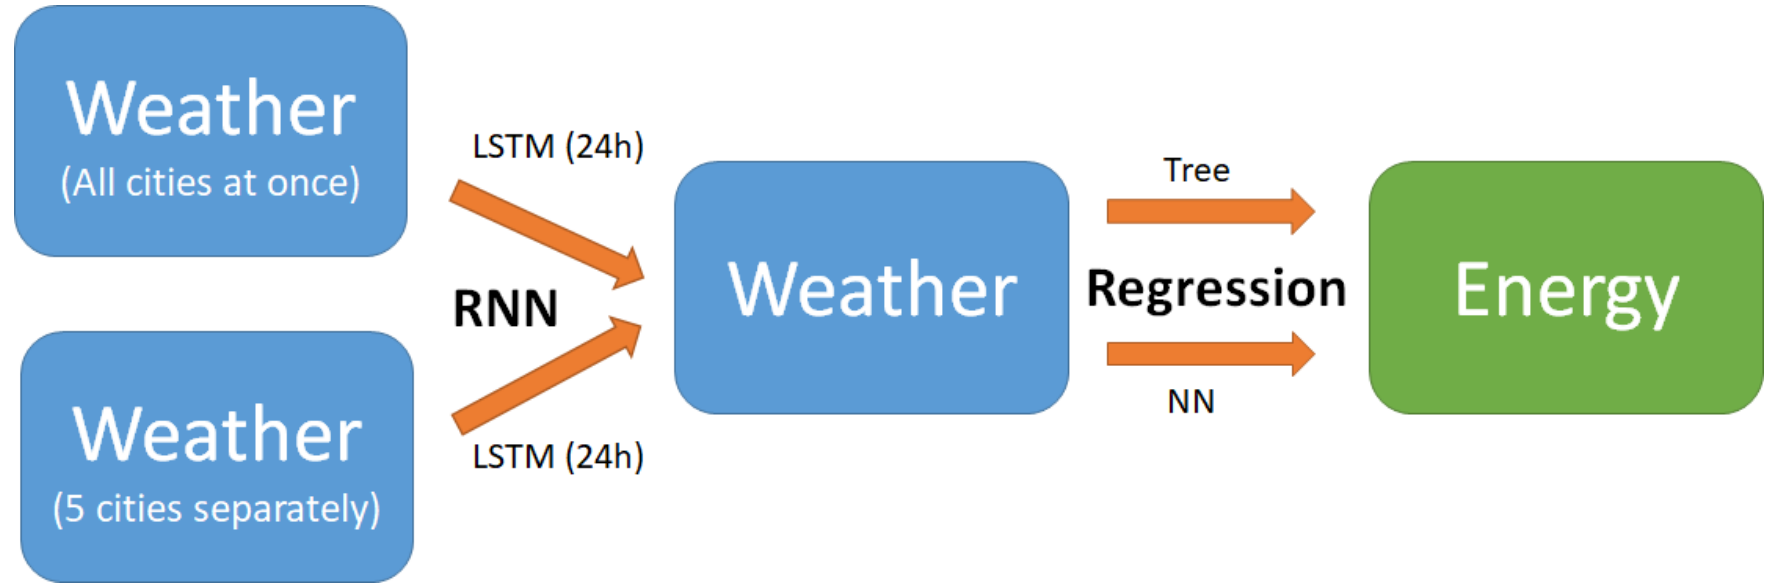 Weather
(All cities at once)
LSTM (24h)
RNN
Weather
(5 cities separately)
LSTM (24h)
Weather
Tree
Regression
NN
Energy